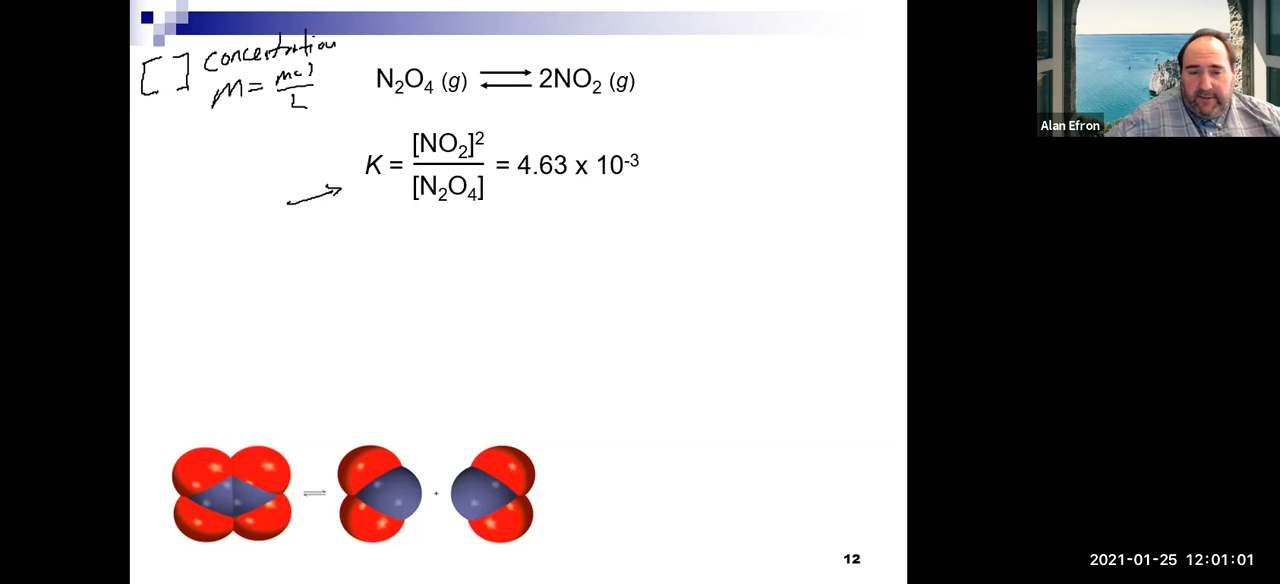 [ ] concentration
M = mol
L
N₂O₄ (g) ⇌ 2NO₂ (g)
K = [NO₂]² / [N₂O₄] = 4.63 x 10⁻³
+
12
Alan Efron
2021-01-25 12:01:01